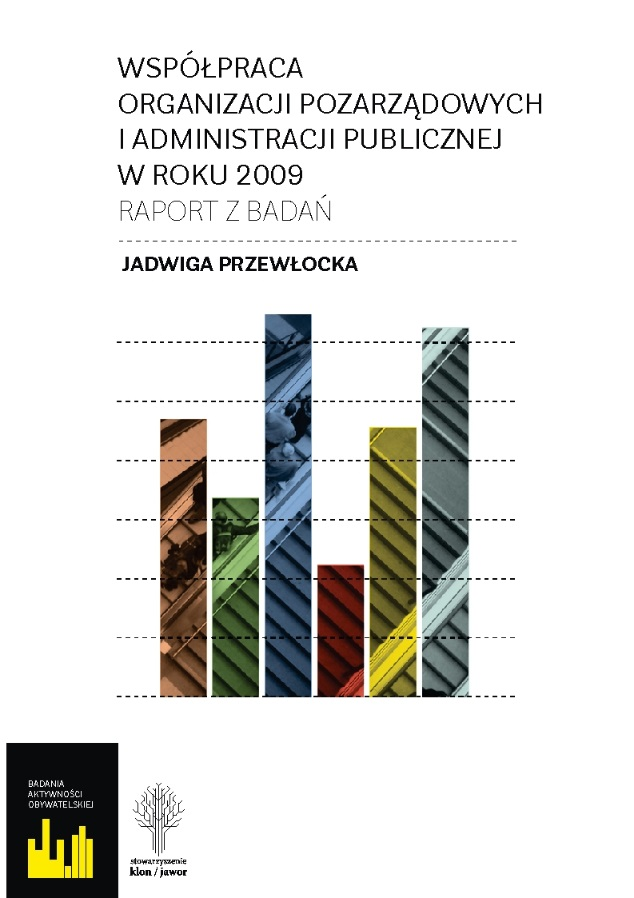 WSPÓŁPRACA
ORGANIZACJI POZARZĄDOWYCH
I ADMINISTRACJI PUBLICZNEJ
W ROKU 2009
RAPORT Z BADAŃ
JADWIGA PRZEWŁOCKA
BADANIA
AKTYWNOŚCI
OBYWATELSKIEJ
stowarzyszenie
klon / jawor